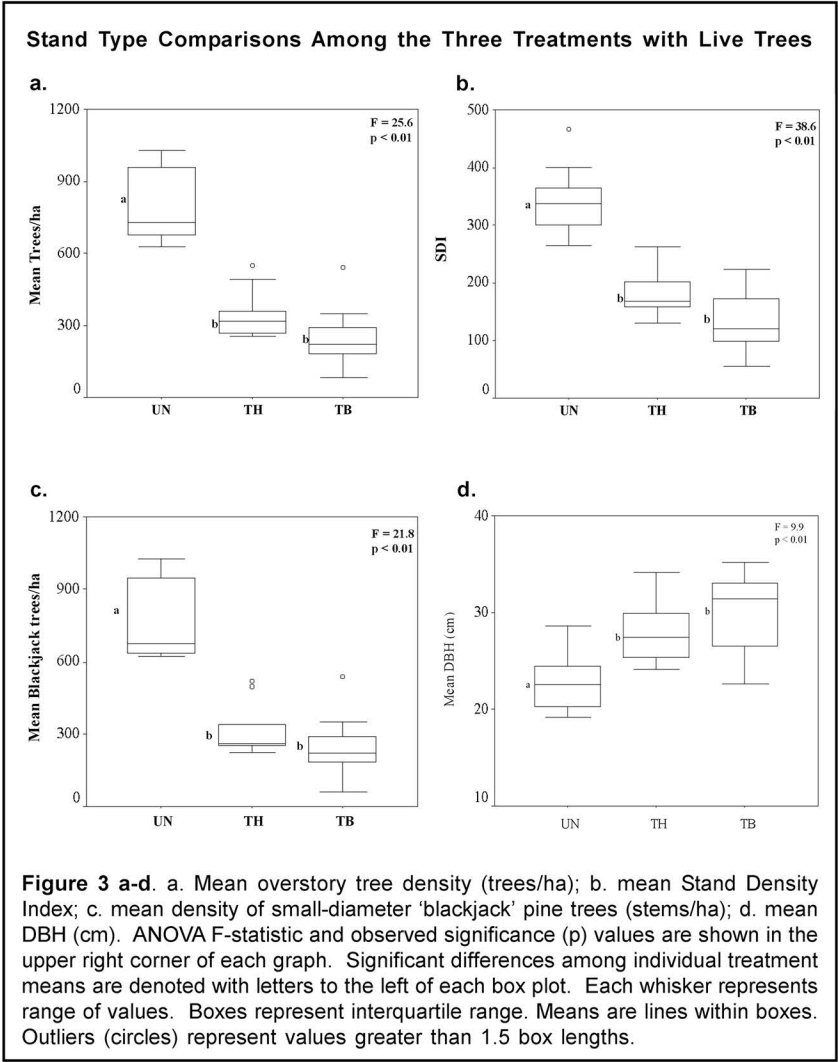 Stand Type Comparisons Among the Three Treatments with Live Trees
a.
1200
900
600
300
0
Mean Trees/ha
F = 25.6
p < 0.01
a
b
b
UN TH TB
b.
500
400
300
200
100
0
SDI
F = 38.6
p < 0.01
a
b
b
UN TH TB
c.
1200
900
600
300
0
Mean Blackjack trees/ha
F = 21.8
p < 0.01
a
b
b
UN TH TB
d.
40
30
20
10
Mean DBH (cm)
F = 9.9
p < 0.01
a
b
b
UN TH TB
Figure 3 a-d. a. Mean overstory tree density (trees/ha); b. mean Stand Density
Index; c. mean density of small-diameter ‘blackjack’ pine trees (stems/ha); d. mean
DBH (cm). ANOVA F-statistic and observed significance (p) values are shown in the
upper right corner of each graph. Significant differences among individual treatment
means are denoted with letters to the left of each box plot. Each whisker represents
range of values. Boxes represent interquartile range. Means are lines within boxes.
Outliers (circles) represent values greater than 1.5 box lengths.